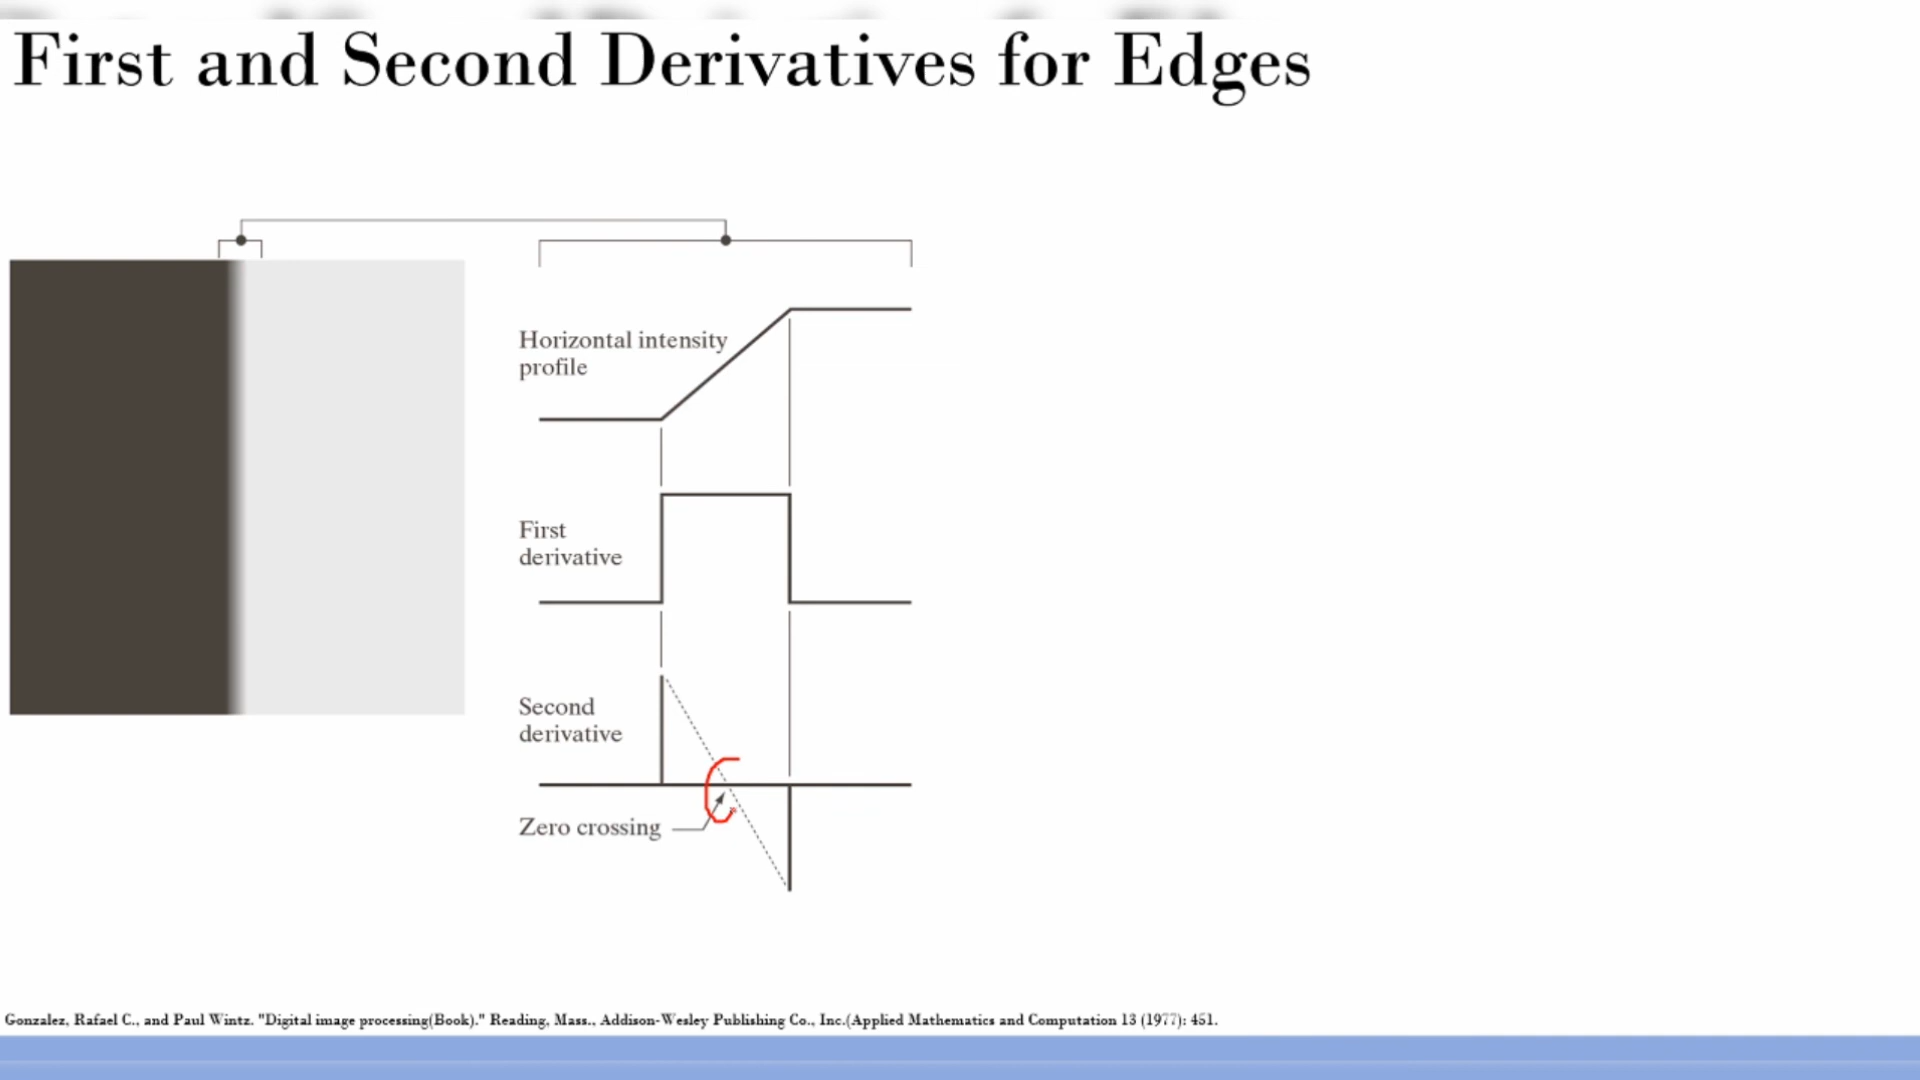 First and Second Derivatives for Edges
Horizontal intensity
profile
First
derivative
Second
derivative
Zero crossing
Gonzalez, Rafael C., and Paul Wintz. "Digital image processing(Book)." Reading, Mass., Addison-Wesley Publishing Co., Inc.(Applied Mathematics and Computation 13 (1977): 451.